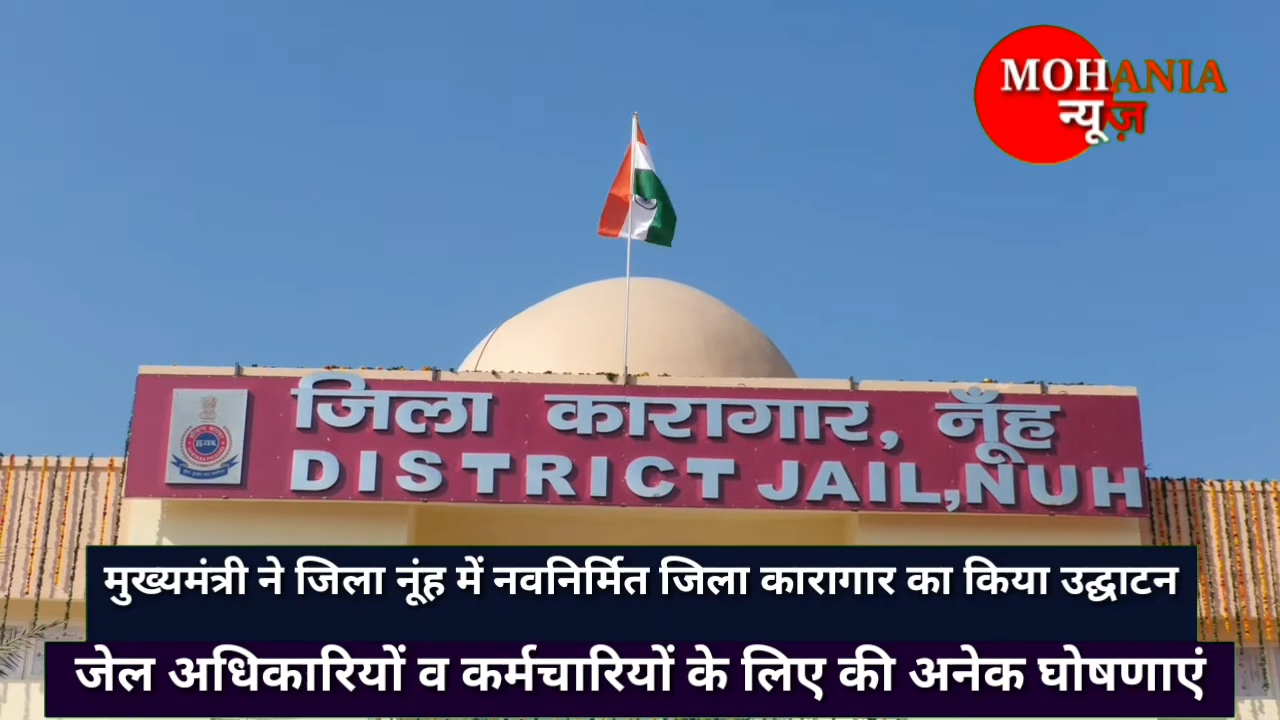 MOHANIA
न्यूज़
जिला कारागार, नूँह
DISTRICT JAIL,NUH
मुख्यमंत्री ने जिला नूंह में नवनिर्मित जिला कारागार का किया उद्घाटन
जेल अधिकारियों व कर्मचारियों के लिए की अनेक घोषणाएं